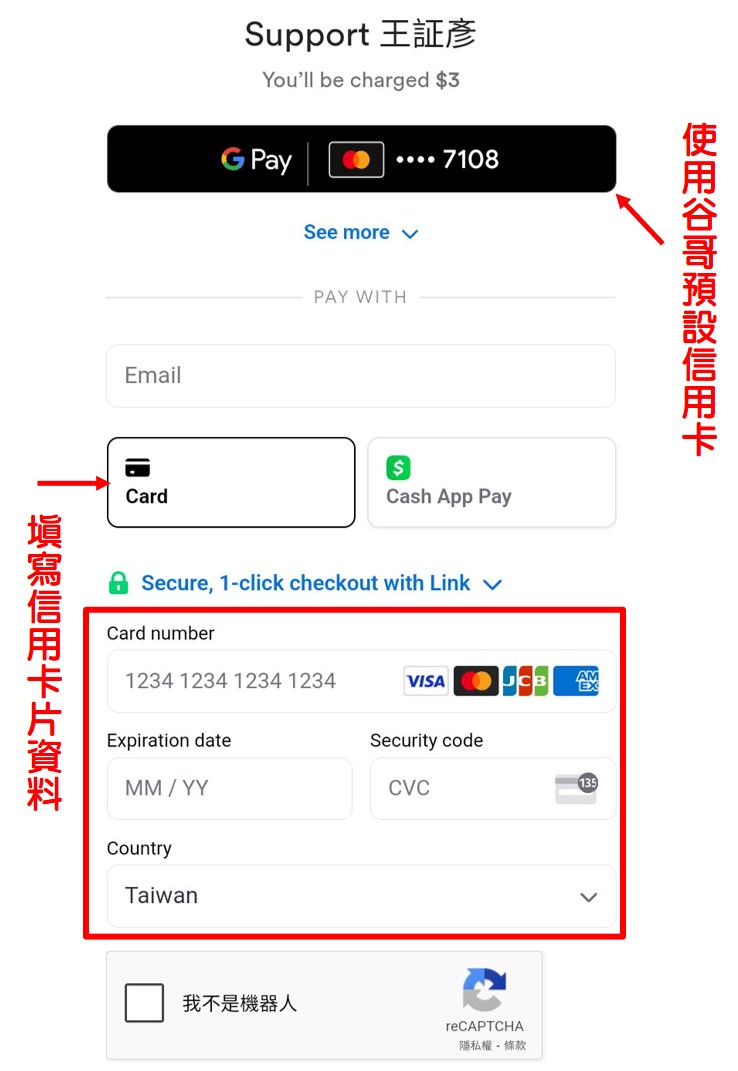 Support 王証彥
You'll be charged $3
G Pay | •••• 7108
使用谷哥預設信用卡
See more
PAY WITH
Email
Card
Cash App Pay
填寫信用卡片資料
Secure, 1-click checkout with Link
Card number
1234 1234 1234 1234 VISA JCB AM EX
Expiration date
Security code
MM / YY
CVC 135
Country
Taiwan
我不是機器人
reCAPTCHA
隱私權 - 條款